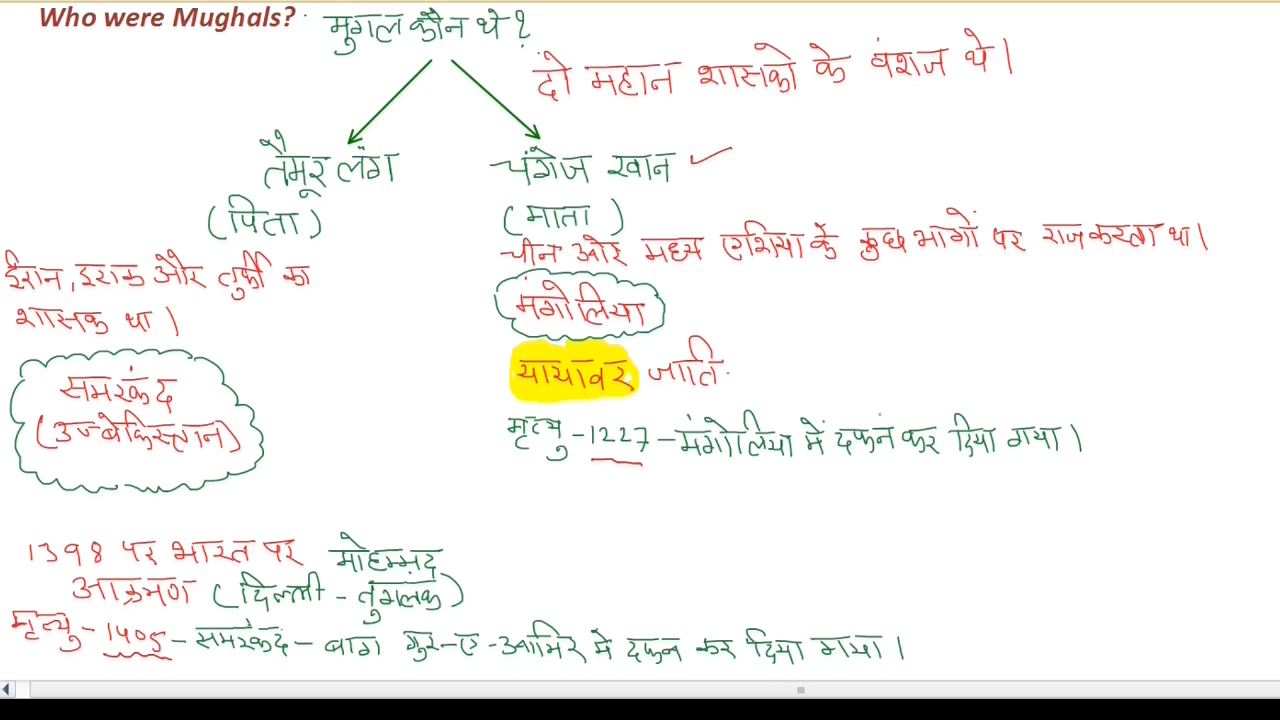 Who were Mughals? मुगल कौन थे?
दो महान शासको के वंशज थे।
तैमूर लंग
(पिता)
ईरान, इराक और तुर्की का
शासक था।
समरकंद
(उज्बेकिस्तान)
1398 पर भारत पर
आक्रमण (दिल्ली - मोहम्मद तुगलक)
मृत्यु - 1405 - समरकंद - बाग गुर-ए-आमिर मे दफन कर दिया गया।
चंगेज खान
(माता)
चीन और मध्य एशिया के कुछ भागों पर राज करता था।
मंगोलिया
यायावर जाति
मृत्यु - 1227 - मंगोलिया में दफन कर दिया गया।